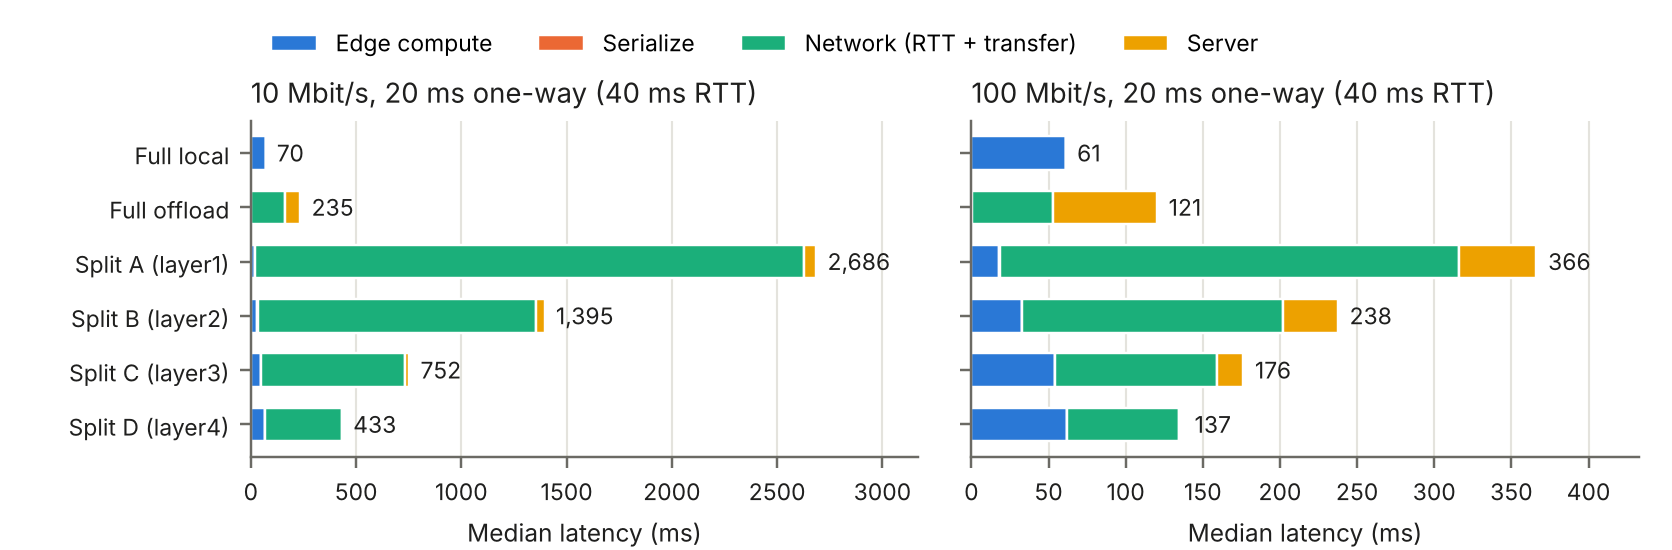 Edge compute Serialize Network (RTT + transfer) Server
10 Mbit/s, 20 ms one-way (40 ms RTT)
Full local 70
Full offload 235
Split A (layer1) 2,686
Split B (layer2) 1,395
Split C (layer3) 752
Split D (layer4) 433
0 500 1000 1500 2000 2500 3000
Median latency (ms)
100 Mbit/s, 20 ms one-way (40 ms RTT)
61
121
366
238
176
137
0 50 100 150 200 250 300 350 400
Median latency (ms)